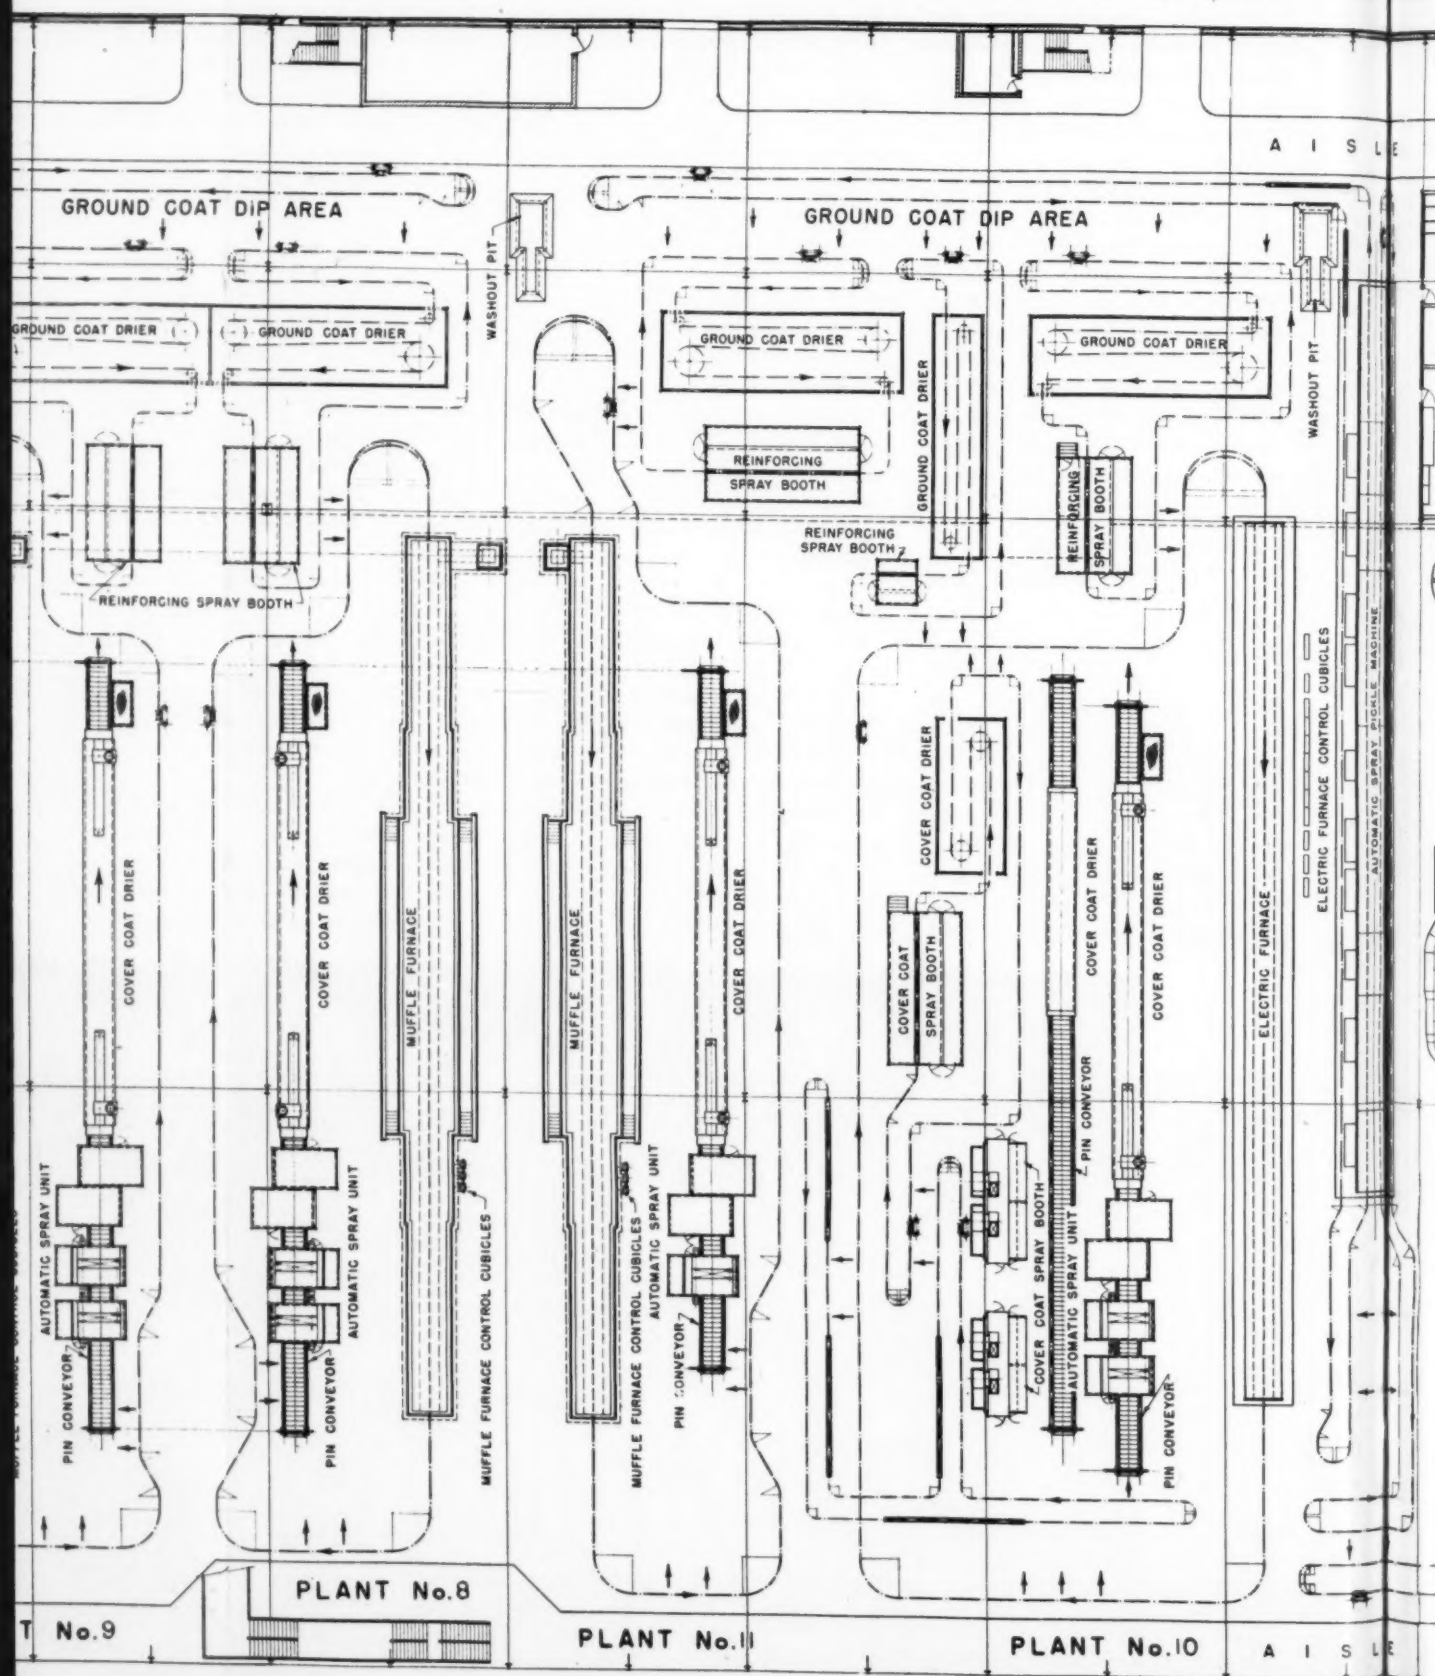 A I S L E
GROUND COAT DIP AREA
GROUND COAT DIP AREA
WASHOUT PIT
GROUND COAT DRIER
GROUND COAT DRIER
GROUND COAT DRIER
GROUND COAT DRIER
GROUND COAT DRIER
WASHOUT PIT
REINFORCING
SPRAY BOOTH
REINFORCING
SPRAY BOOTH
REINFORCING
SPRAY BOOTH
REINFORCING SPRAY BOOTH
COVER COAT DRIER
COVER COAT DRIER
MUFFLE FURNACE
MUFFLE FURNACE
COVER COAT DRIER
COVER COAT DRIER
COVER COAT
SPRAY BOOTH
COVER COAT DRIER
COVER COAT DRIER
ELECTRIC FURNACE
ELECTRIC FURNACE CONTROL CUBICLES
AUTOMATIC SPRAY PICKLE MACHINE
PIN CONVEYOR
MUFFLE FURNACE CONTROL CUBICLES
AUTOMATIC SPRAY UNIT
PIN CONVEYOR
AUTOMATIC SPRAY UNIT
PIN CONVEYOR
MUFFLE FURNACE CONTROL CUBICLES
MUFFLE FURNACE CONTROL CUBICLES
AUTOMATIC SPRAY UNIT
PIN CONVEYOR
COVER COAT SPRAY BOOTH
AUTOMATIC SPRAY UNIT
PIN CONVEYOR
PLANT No.8
T No.9
PLANT No.11
PLANT No.10
A I S L E